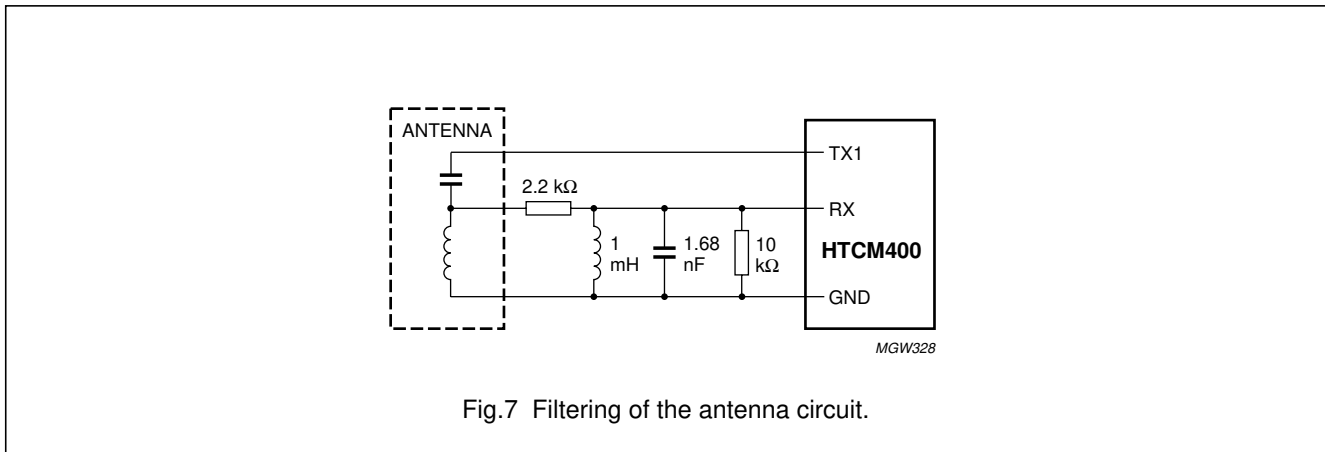 ANTENNA
TX1
2.2 kΩ
RX
1
mH
1.68
nF
10
kΩ
HTCM400
GND
MGW328
Fig.7 Filtering of the antenna circuit.